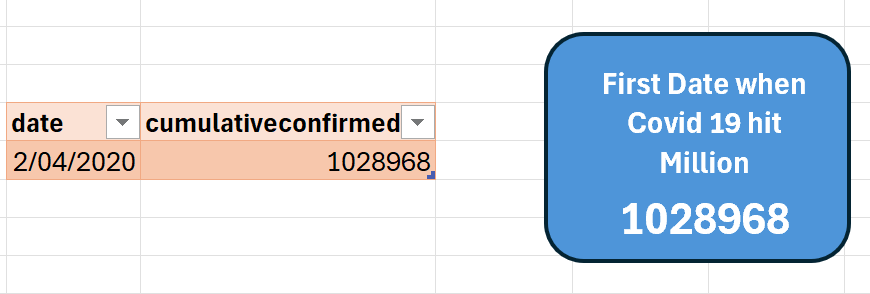 date cumulativeconfirmed
2/04/2020 1028968
First Date when
Covid 19 hit
Million
1028968